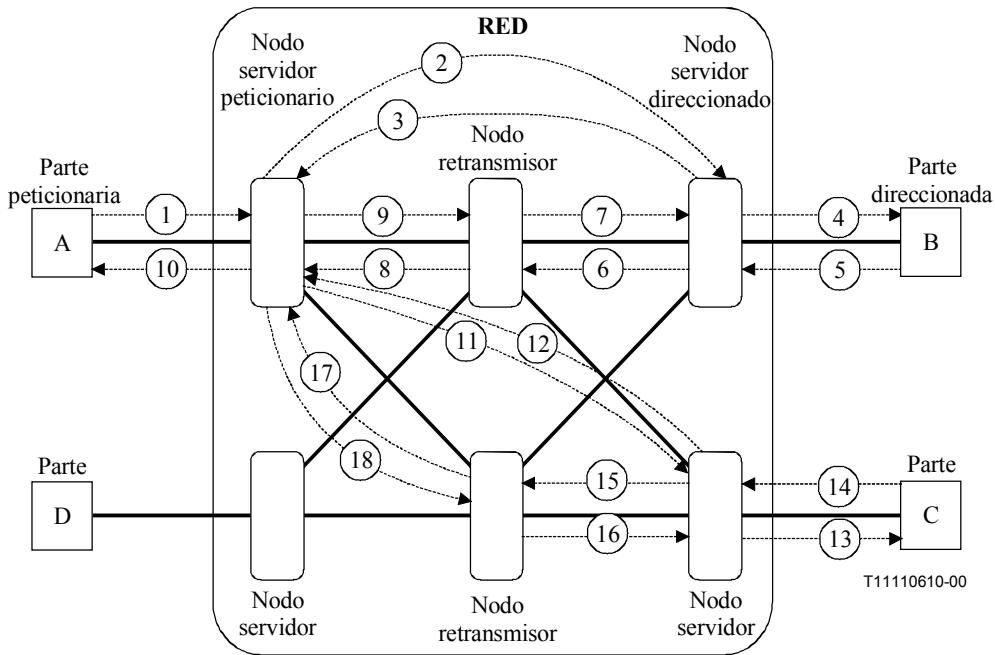 RED
Nodo
servidor
peticionario
2
Nodo
servidor
direccionado
3
Nodo
retransmisor
Parte
peticionaria
Parte
direccionada
A
1
9
7
4
B
10
8
6
5
11
12
17
18
Parte
D
15
14
Parte
C
16
13
T11110610-00
Nodo
servidor
Nodo
retransmisor
Nodo
servidor